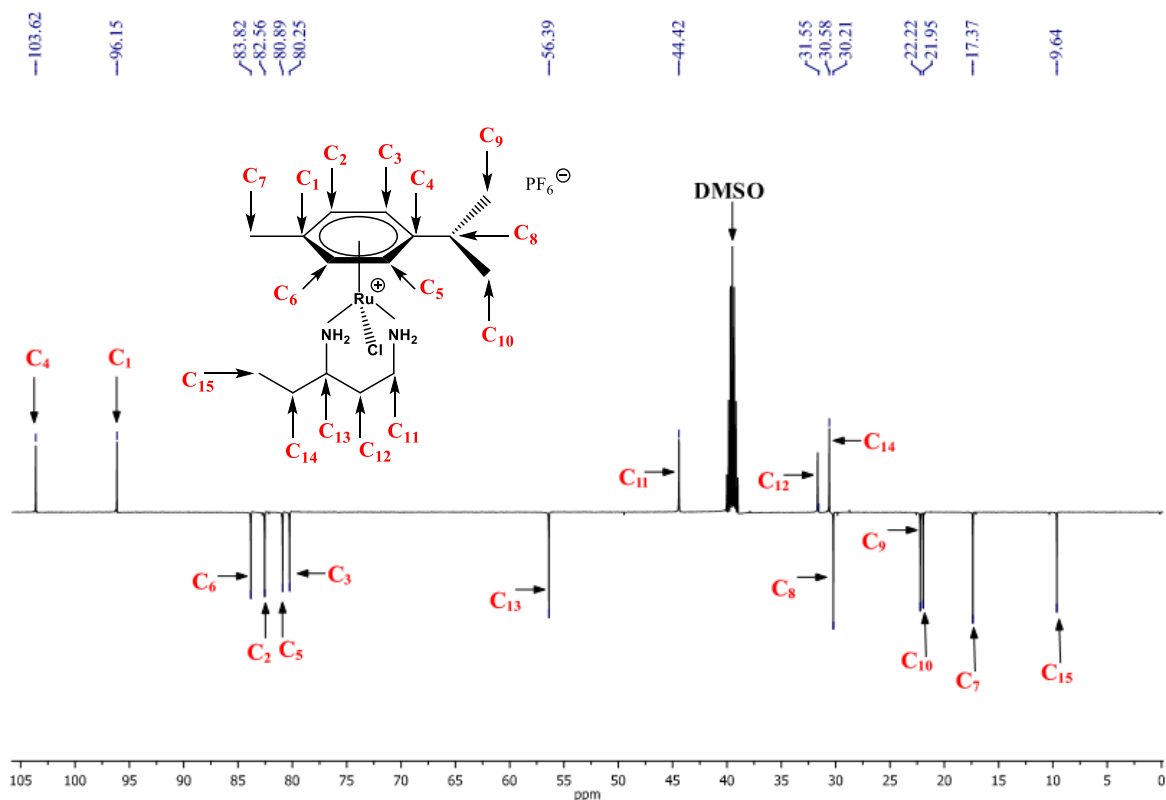 103.62
96.15
83.82
82.56
80.89
80.25
56.39
44.42
31.55
30.58
30.21
22.22
21.95
17.37
9.64
C9
C2
C3
C7
C1
C4
PF6⊖
DMSO
C8
C6
C5
Ru⊕
C10
NH2
Cl
NH2
C4
C1
C15
C13
C11
C14
C12
C14
C11
C12
C9
C6
C3
C8
C13
C2
C5
C10
C7
C15
105 100 95 90 85 80 75 70 65 60 55 50 45 40 35 30 25 20 15 10 5 0
ppm